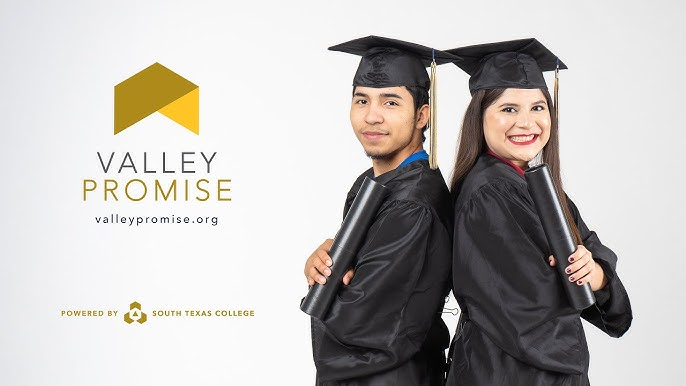 VALLEY
PROMISE
valleypromise.org
POWERED BY SOUTH TEXAS COLLEGE